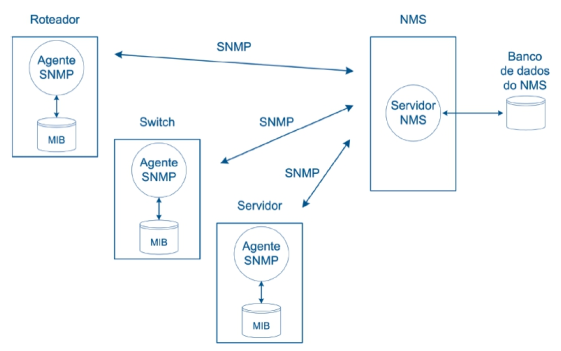 Roteador
Agente
SNMP
MIB
SNMP
NMS
Servidor
NMS
Banco
de dados
do NMS
Switch
Agente
SNMP
MIB
SNMP
Servidor
Agente
SNMP
MIB
SNMP